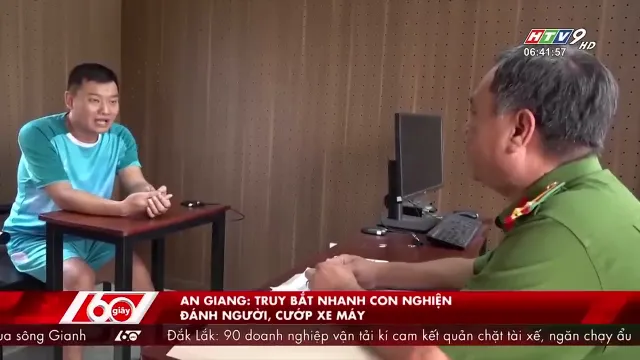 HTV9 HD
06:41:57
AN GIANG: TRUY BẮT NHANH CON NGHIỆN
ĐÁNH NGƯỜI, CƯỚP XE MÁY
60 giây
ua sông Gianh 60 giây Đắk Lắk: 90 doanh nghiệp vận tải kí cam kết quản chặt tài xế, ngăn chạy ẩu